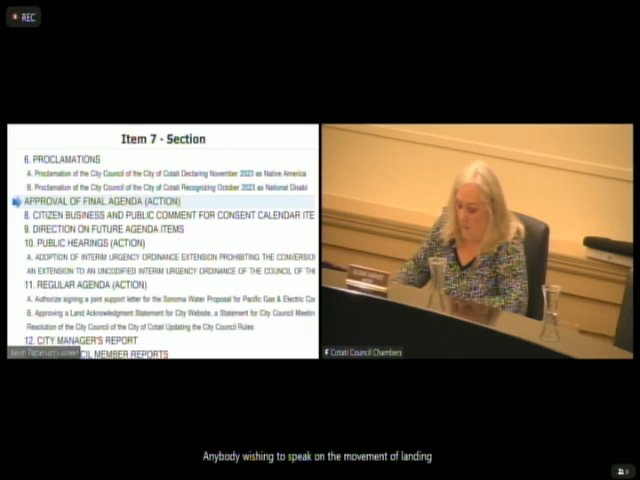 REC
Item 7 - Section
6. PROCLAMATIONS
A. Proclamation of the City Council of the City of Cotati Declaring November 2023 as Native America
B. Proclamation of the City Council of the City of Cotati Recognizing October 2023 as National Disabi
APPROVAL OF FINAL AGENDA (ACTION)
8. CITIZEN BUSINESS AND PUBLIC COMMENT FOR CONSENT CALENDAR ITE
9. DIRECTION ON FUTURE AGENDA ITEMS
10. PUBLIC HEARINGS (ACTION)
A. ADOPTION OF INTERIM URGENCY ORDINANCE EXTENSION PROHIBITING THE CONVERSIO
AN EXTENSION TO AN UNCODIFIED INTERIM URGENCY ORDINANCE OF THE COUNCIL OF TH
11. REGULAR AGENDA (ACTION)
A. Authorize signing a joint support letter for the Sonoma Water Proposal for Pacific Gas & Electric Co
B. Approving a Land Acknowledgment Statement for City Website, a Statement for City Council Meetin
Resolution of the City Council of the City of Cotati Updating the City Council Rules
12. CITY MANAGER'S REPORT
CIL MEMBER REPORTS
Cotati Council Chambers
Anybody wishing to speak on the movement of landing